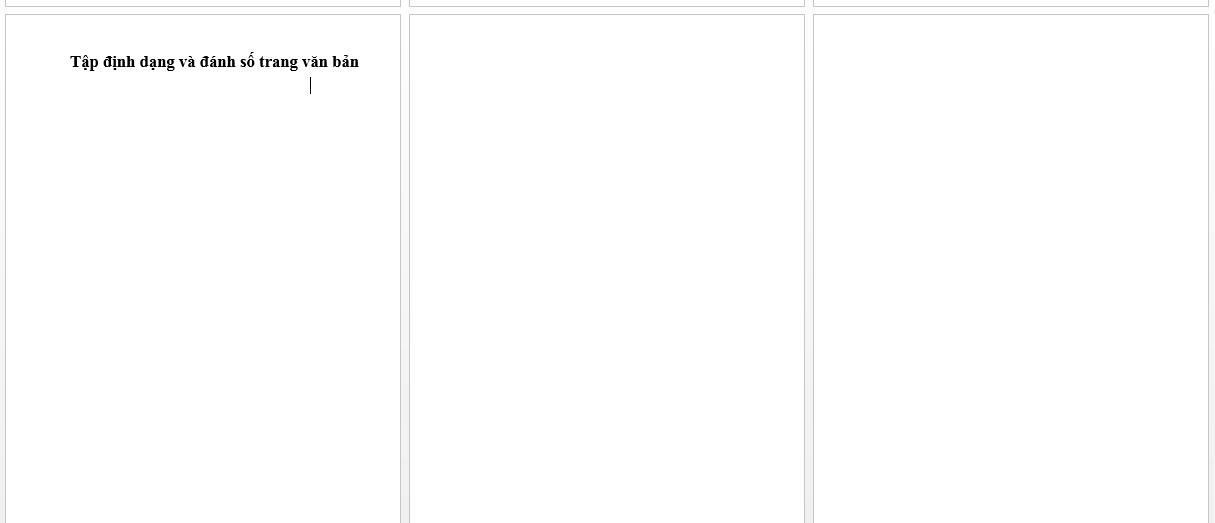 Tập định dạng và đánh số trang văn bản